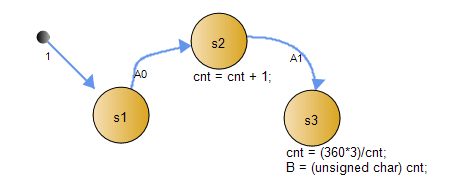 1
s1
A0
s2
cnt = cnt + 1;
A1
s3
cnt = (360*3)/cnt;
B = (unsigned char) cnt;